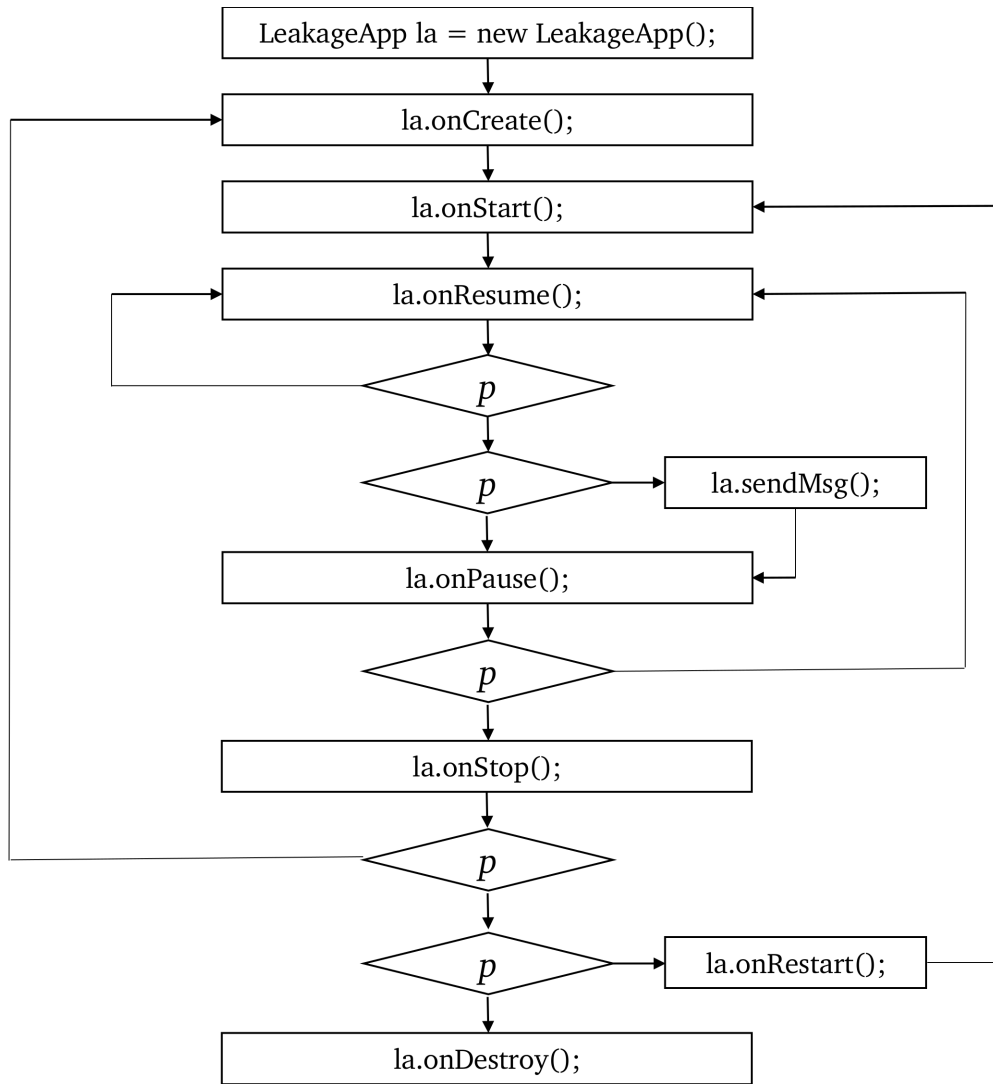 LeakageApp la = new LeakageApp();
la.onCreate();
la.onStart();
la.onResume();
p
p
la.sendMsg();
la.onPause();
p
la.onStop();
p
p
la.onRestart();
la.onDestroy();